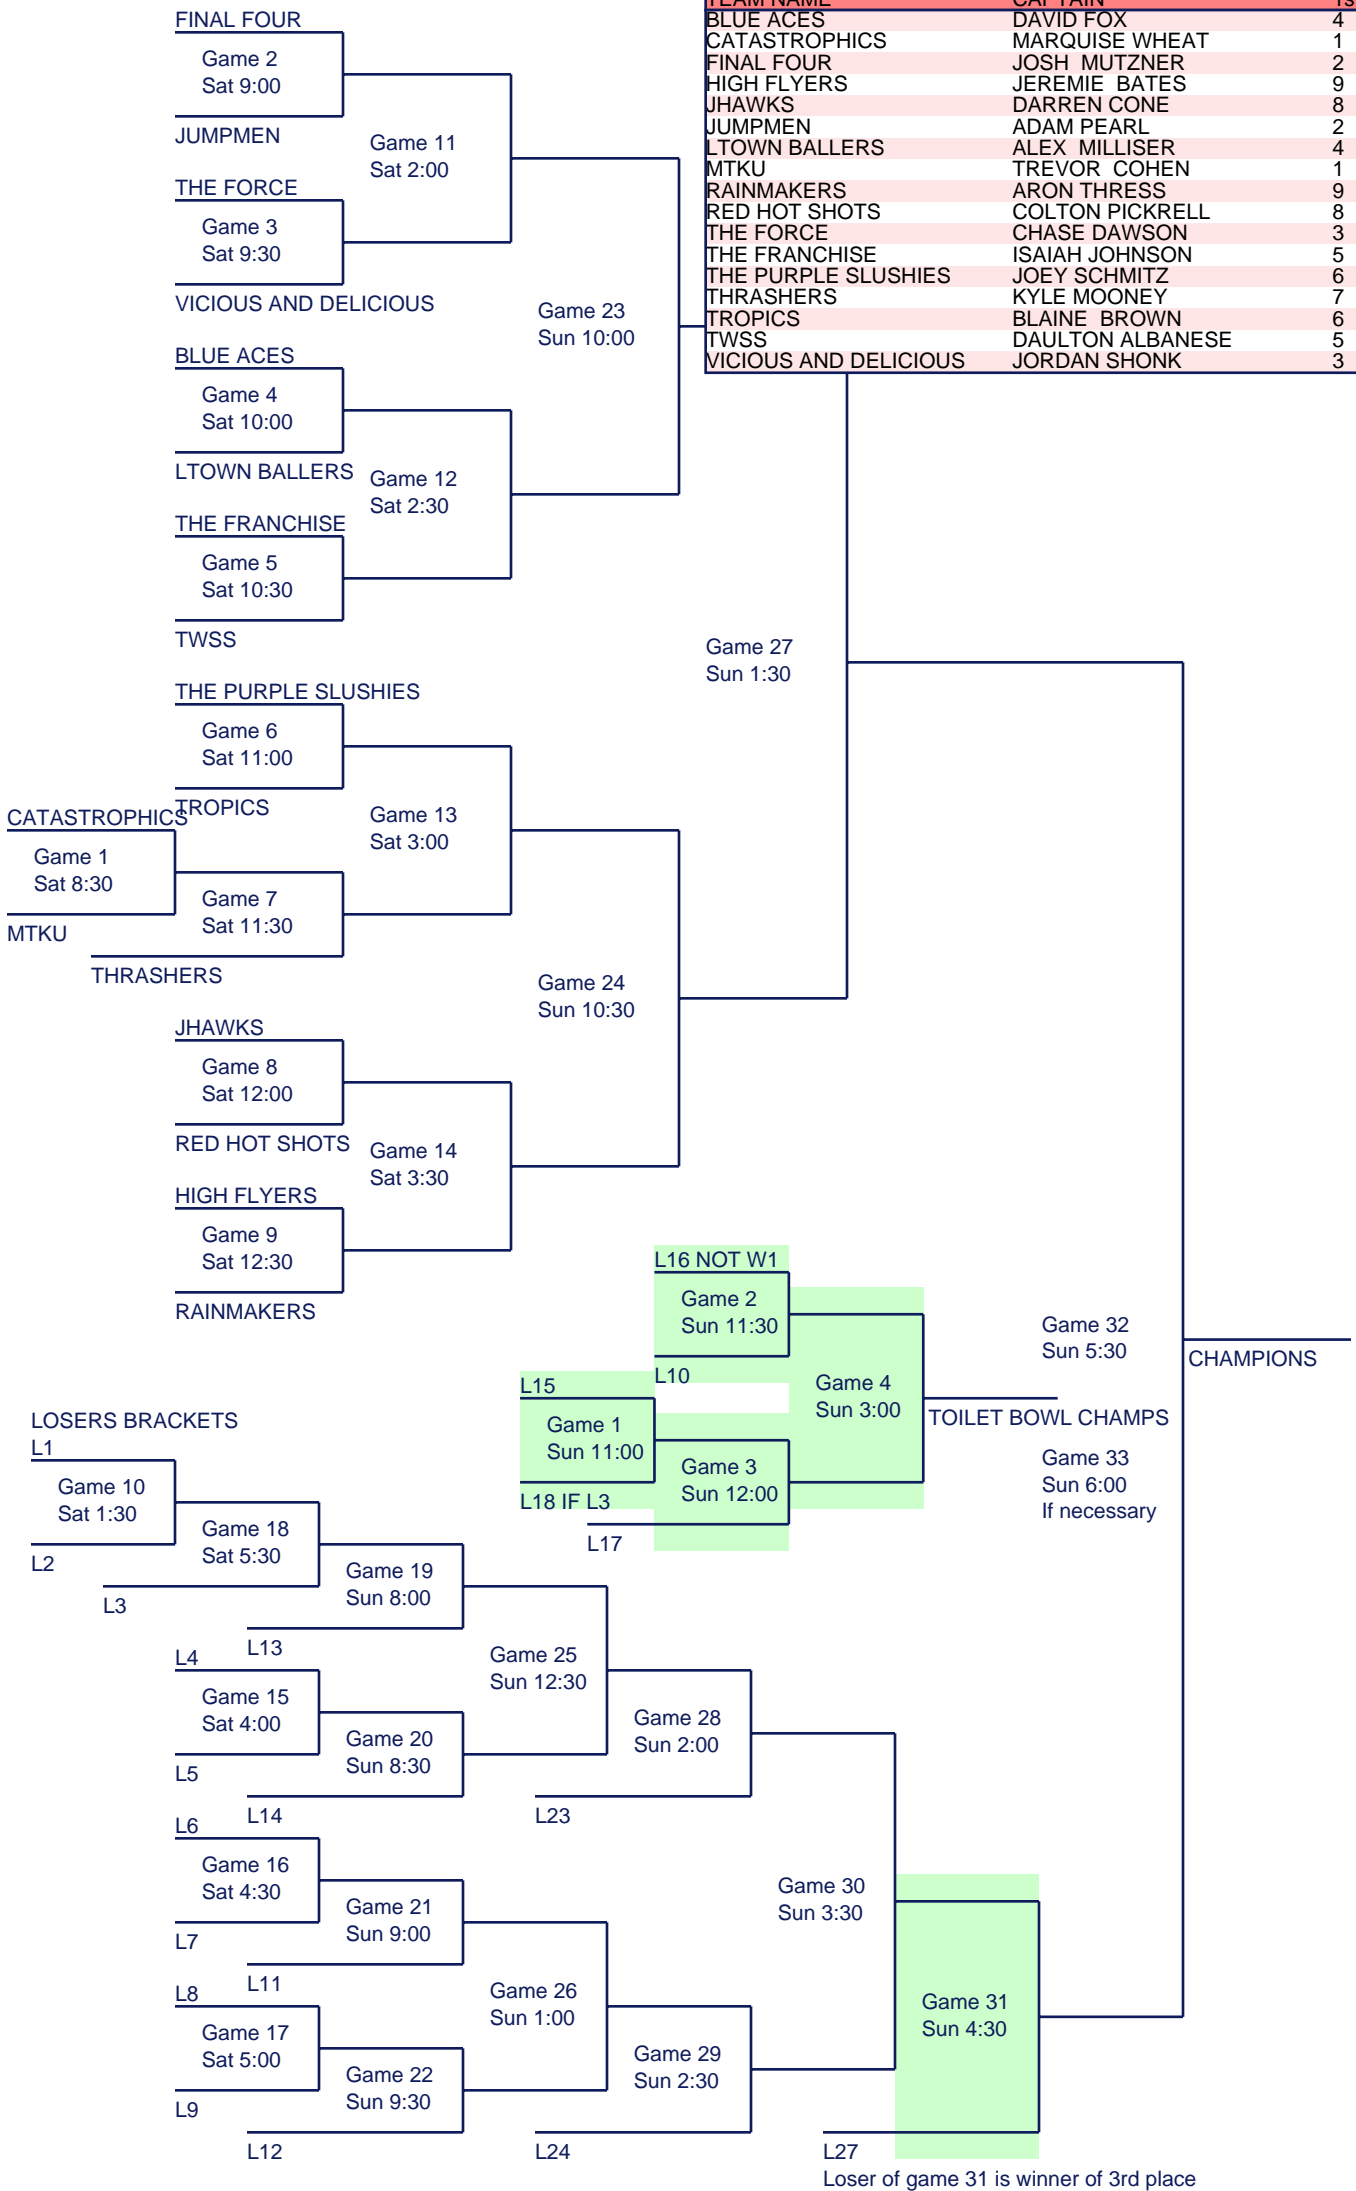 TEAM NAME CAPTAIN
BLUE ACES DAVID FOX 4
CATASTROPHICS MARQUISE WHEAT 1
FINAL FOUR JOSH MUTZNER 2
HIGH FLYERS JEREMIE BATES 9
JHAWKS DARREN CONE 8
JUMPMEN ADAM PEARL 2
LTOWN BALLERS ALEX MILLISER 4
MTKU TREVOR COHEN 1
RAINMAKERS ARON THRESS 9
RED HOT SHOTS COLTON PICKRELL 8
THE FORCE CHASE DAWSON 3
THE FRANCHISE ISAIAH JOHNSON 5
THE PURPLE SLUSHIES JOEY SCHMITZ 6
THRASHERS KYLE MOONEY 7
TROPICS BLAINE BROWN 6
TWSS DAULTON ALBANESE 5
VICIOUS AND DELICIOUS JORDAN SHONK 3
FINAL FOUR
Game 2
Sat 9:00
JUMPMEN
Game 11
Sat 2:00
THE FORCE
Game 3
Sat 9:30
VICIOUS AND DELICIOUS
Game 23
Sun 10:00
BLUE ACES
Game 4
Sat 10:00
LTOWN BALLERS
Game 12
Sat 2:30
THE FRANCHISE
Game 5
Sat 10:30
TWSS
Game 27
Sun 1:30
THE PURPLE SLUSHIES
Game 6
Sat 11:00
TROPICS
CATASTROPHICS
Game 13
Sat 3:00
Game 1
Sat 8:30
Game 7
Sat 11:30
MTKU
THRASHERS
Game 24
Sun 10:30
JHAWKS
Game 8
Sat 12:00
RED HOT SHOTS
Game 14
Sat 3:30
HIGH FLYERS
Game 9
Sat 12:30
RAINMAKERS
L16 NOT W1
Game 2
Sun 11:30
L10
Game 32
Sun 5:30
CHAMPIONS
L15
Game 4
Sun 3:00
Game 1
Sun 11:00
TOILET BOWL CHAMPS
Game 3
Sun 12:00
L18 IF L3
L17
Game 33
Sun 6:00
If necessary
LOSERS BRACKETS
L1
Game 10
Sat 1:30
L2
Game 18
Sat 5:30
L3
Game 19
Sun 8:00
L13
L4
Game 15
Sat 4:00
L5
Game 20
Sun 8:30
L14
Game 25
Sun 12:30
Game 28
Sun 2:00
L23
L6
Game 16
Sat 4:30
L7
Game 21
Sun 9:00
L11
Game 30
Sun 3:30
L8
Game 17
Sat 5:00
L9
Game 22
Sun 9:30
L12
Game 26
Sun 1:00
Game 29
Sun 2:30
L24
Game 31
Sun 4:30
L27
Loser of game 31 is winner of 3rd place